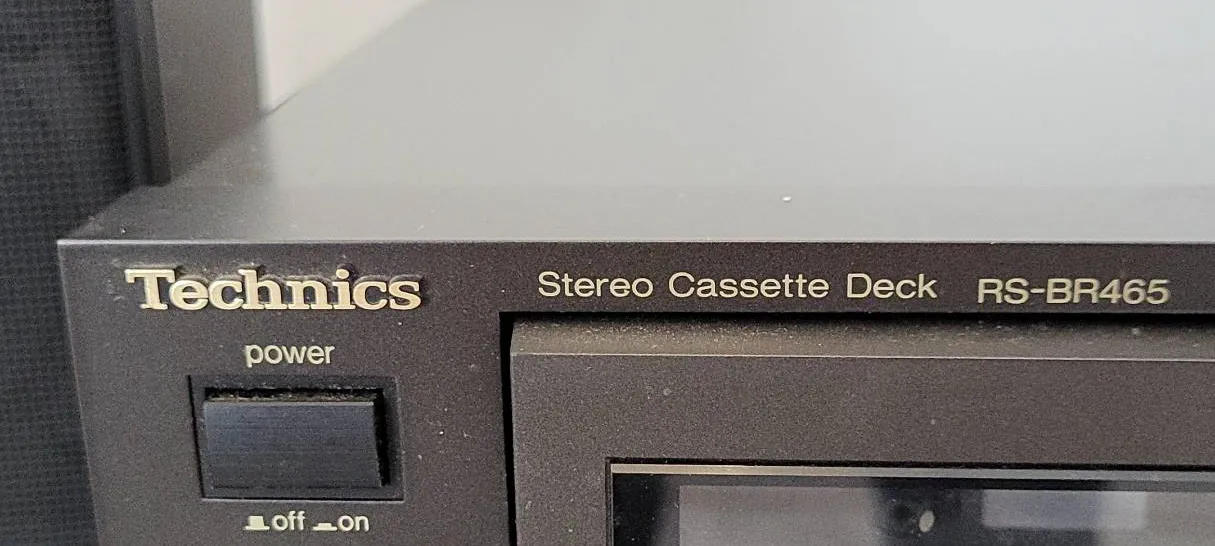 Technics Stereo Cassette Deck RS-BR465
power
off on